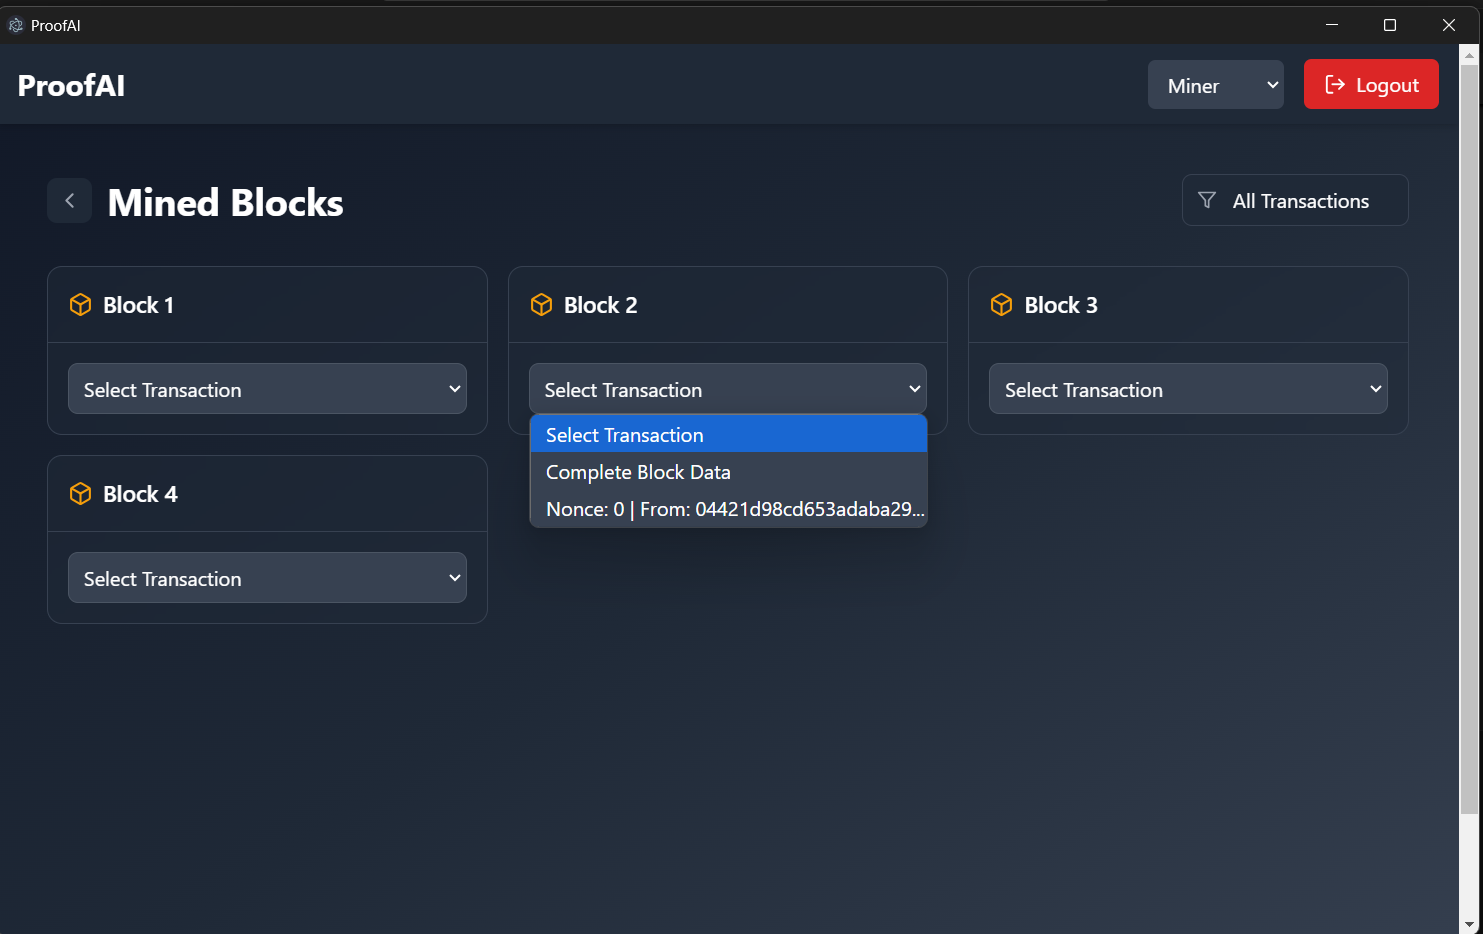 ProofAI
ProofAI
Miner
Logout
Mined Blocks
All Transactions
Block 1
Block 2
Block 3
Select Transaction
Select Transaction
Select Transaction
Select Transaction
Complete Block Data
Nonce: 0 | From: 04421d98cd653adaba29...
Block 4
Select Transaction